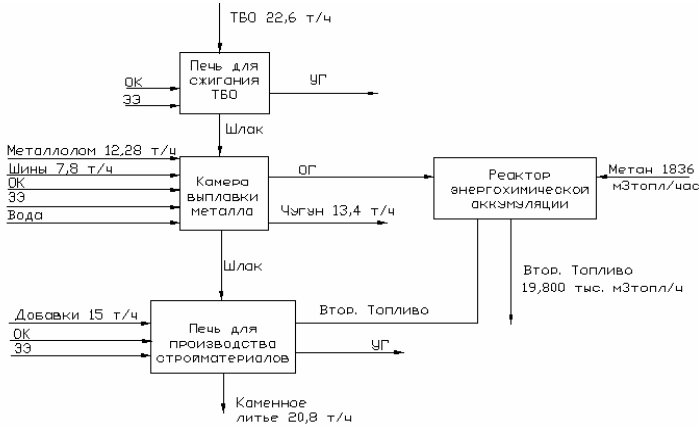 ТБО 22,6 т/ч
Печь для
сжигания
ТБО
ОК
ЭЭ
УГ
Шлак
Металлолом 12,28 т/ч
Шины 7,8 т/ч
ОК
ЭЭ
Вода
Камера
выплавки
металла
ОГ
Чугун 13,4 т/ч
Реактор
энергохимической
аккумуляции
Метан 1836
м3топл/час
Шлак
Втор. Топливо
19,800 тыс. м3топл/ч
Добавки 15 т/ч
ОК
ЭЭ
Печь для
производства
стройматериалов
Втор. Топливо
УГ
Каменное
литье 20,8 т/ч